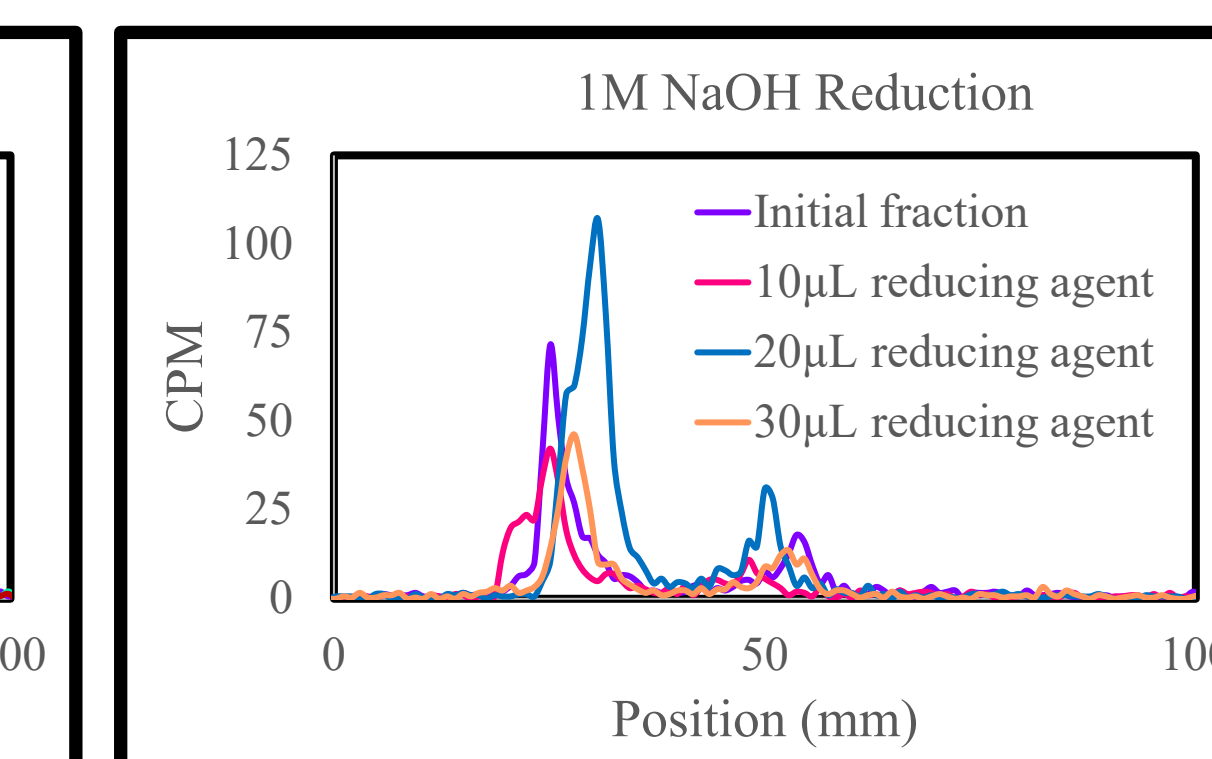 1M NaOH Reduction
125
100
75
50
25
0
CPM
Initial fraction
10µL reducing agent
20µL reducing agent
30µL reducing agent
0
50
Position (mm)